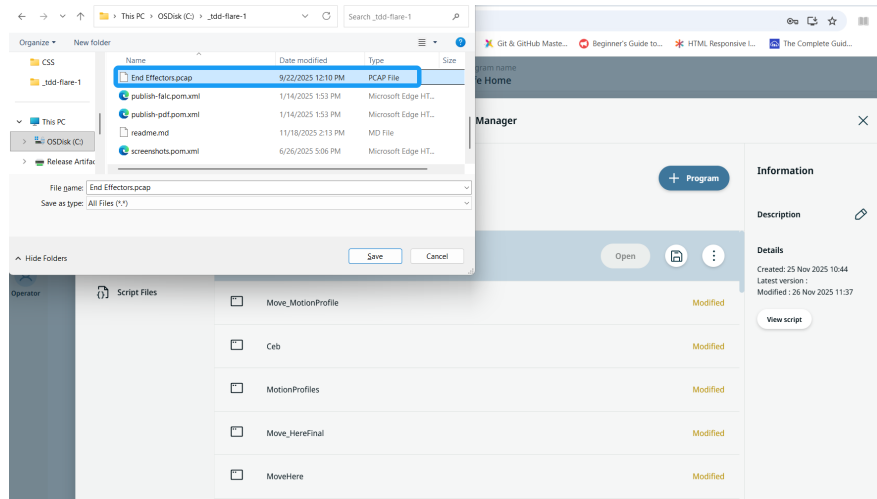 This PC > OSDisk (C:) > _tdd-flare-1
Search _tdd-flare-1
Organize
New folder
Name
Date modified
Type
Size
CSS
_tdd-flare-1
This PC
OSDisk (C:)
Release Artifac
End Effectors.pcap 9/22/2025 12:10 PM PCAP File
publish-falc.pom.xml 1/14/2025 1:53 PM Microsoft Edge HT...
publish-pdf.pom.xml 1/14/2025 1:53 PM Microsoft Edge HT...
readme.md 11/18/2025 2:13 PM MD File
screenshots.pom.xml 6/26/2025 5:06 PM Microsoft Edge HT...
File name: End Effectors.pcap
Save as type: All Files (*.*)
Hide Folders
Save
Cancel
Git & GitHub Maste...
Beginner's Guide to...
HTML Responsive I...
The Complete Guid...
gram name
e Home
Manager
+ Program
Open
Operator
Script Files
Move_MotionProfile Modified
Ceb Modified
MotionProfiles Modified
Move_HereFinal Modified
MoveHere Modified
Information
Description
Details
Created: 25 Nov 2025 10:44
Latest version :
Modified : 26 Nov 2025 11:37
View script